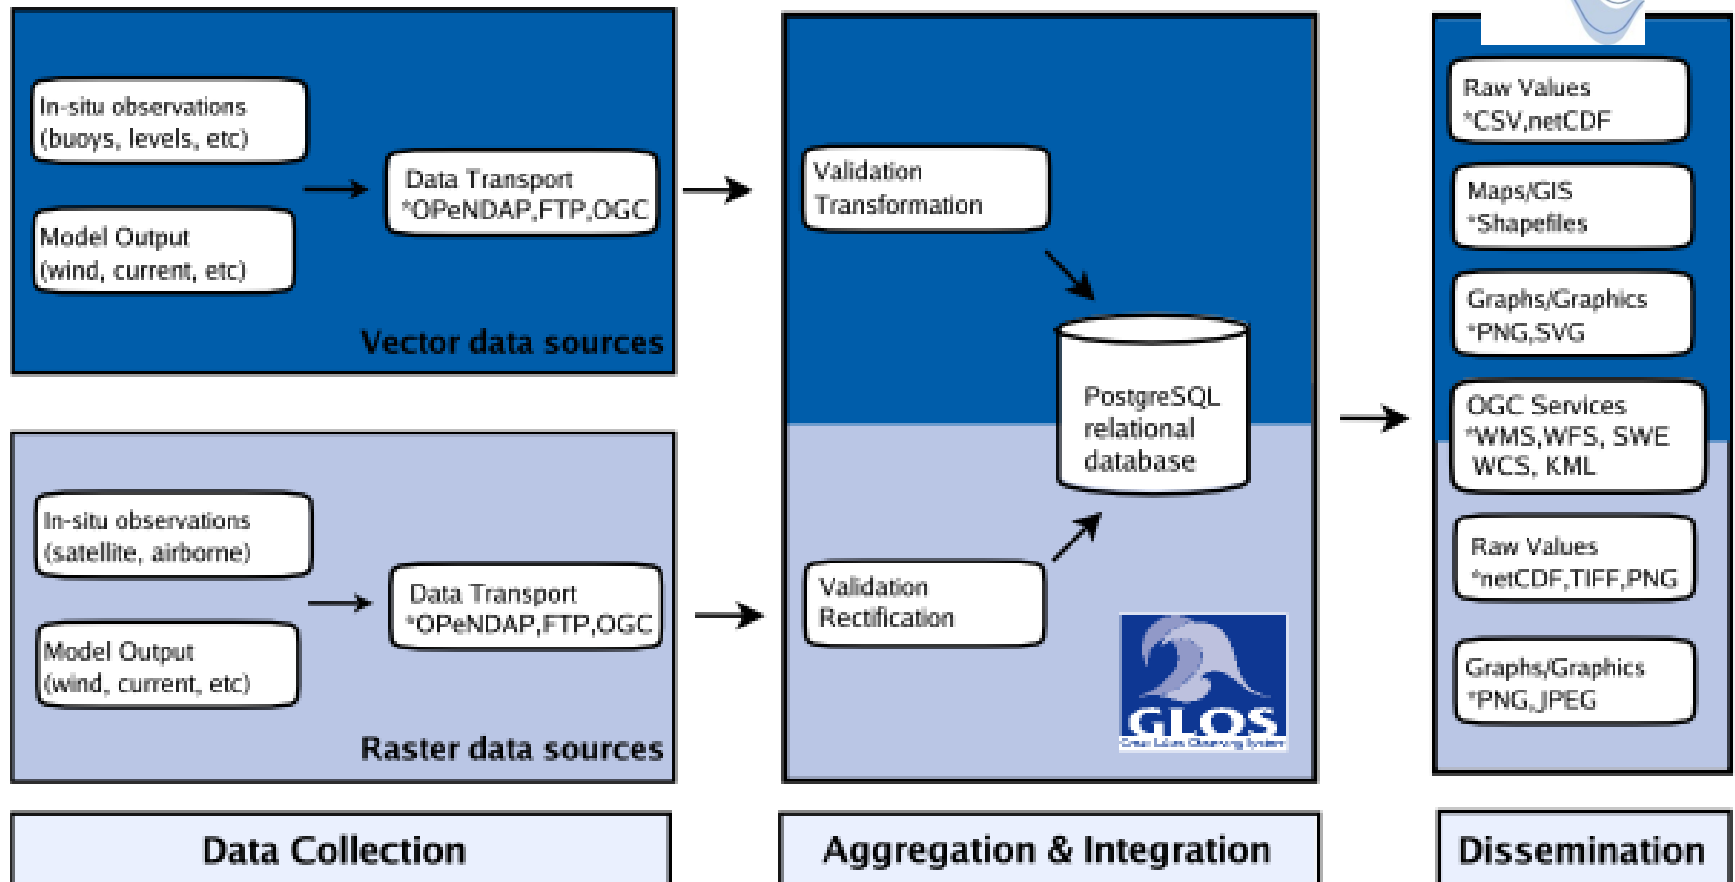 In-situ observations
(buoys, levels, etc)
Model Output
(wind, current, etc)
Data Transport
*OPeNDAP,FTP,OGC
Vector data sources
In-situ observations
(satellite, airborne)
Model Output
(wind, current, etc)
Data Transport
*OPeNDAP,FTP,OGC
Raster data sources
Data Collection
Validation
Transformation
PostgreSQL
relational
database
Validation
Rectification
GLOS
Great Lakes Observing System
Aggregation & Integration
Raw Values
*CSV,netCDF
Maps/GIS
*Shapefiles
Graphs/Graphics
*PNG,SVG
OGC Services
*WMS,WFS, SWE
WCS, KML
Raw Values
*netCDF,TIFF,PNG
Graphs/Graphics
*PNG,JPEG
Dissemination